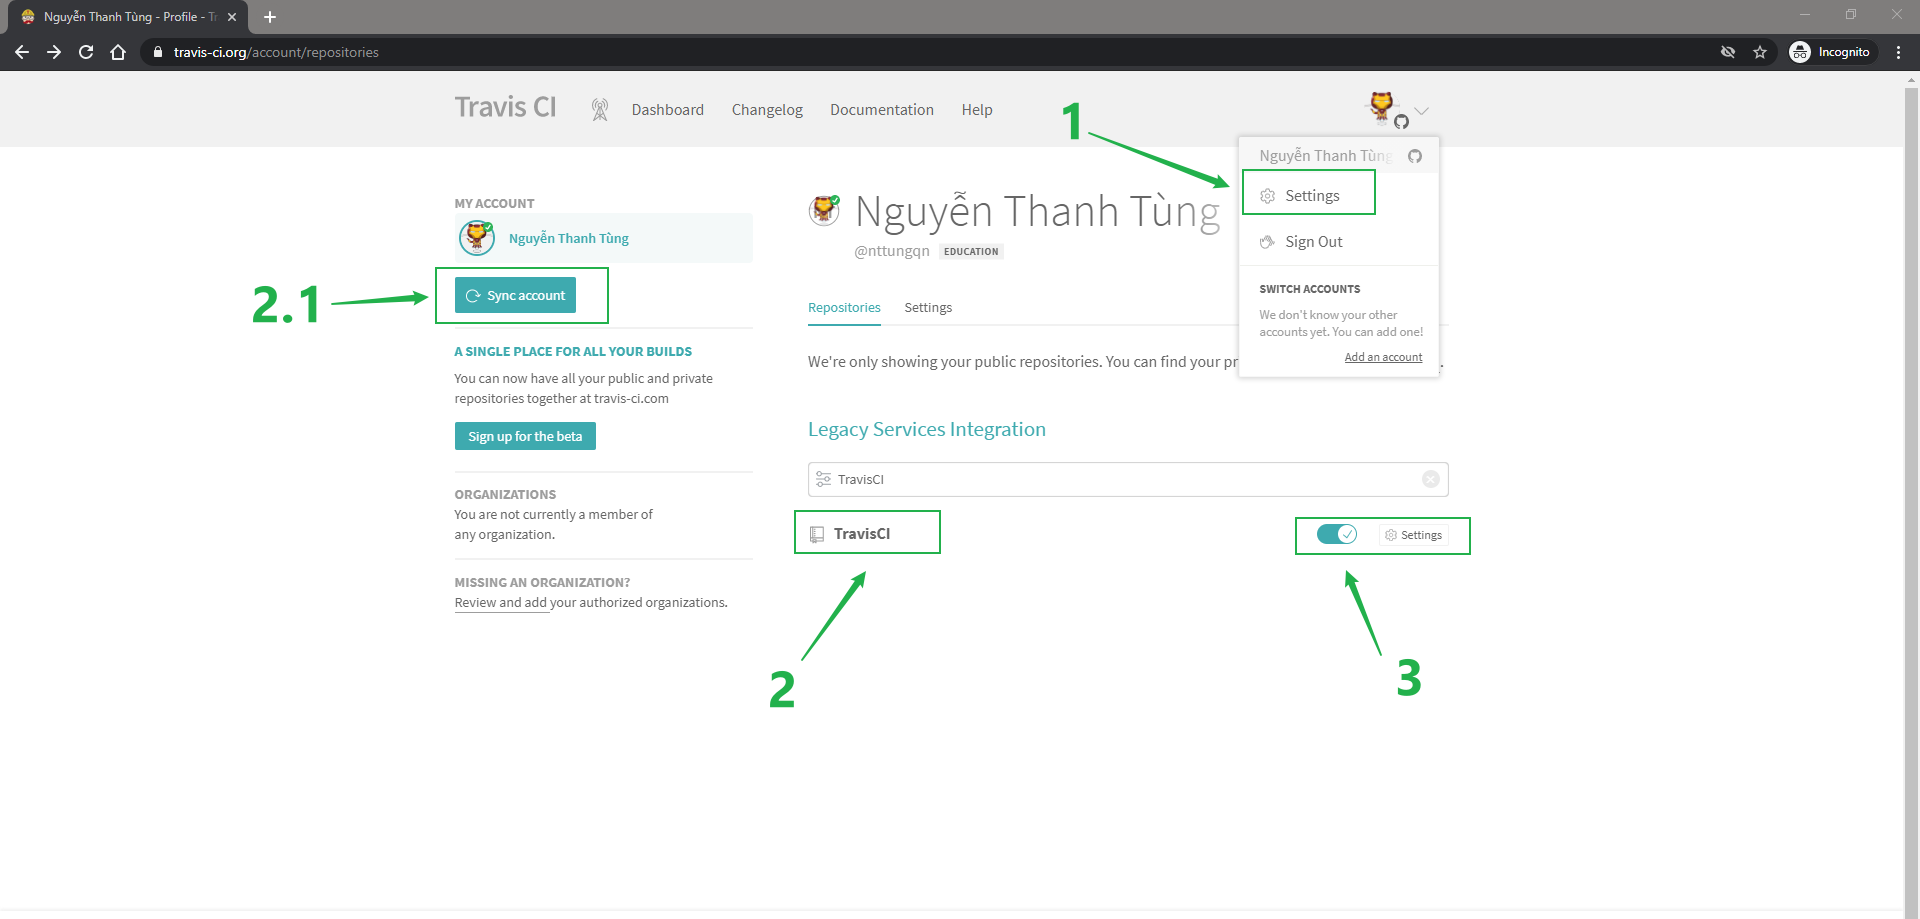 Nguyễn Thanh Tùng - Profile - Tr
travis-ci.org/account/repositories
Incognito
Travis CI
Dashboard
Changelog
Documentation
Help
1
Nguyễn Thanh Tùng
Settings
Sign Out
SWITCH ACCOUNTS
We don't know your other
accounts yet. You can add one!
Add an account
MY ACCOUNT
Nguyễn Thanh Tùng
2.1
Sync account
A SINGLE PLACE FOR ALL YOUR BUILDS
You can now have all your public and private
repositories together at travis-ci.com
Sign up for the beta
ORGANIZATIONS
You are not currently a member of
any organization.
MISSING AN ORGANIZATION?
Review and add your authorized organizations.
Nguyễn Thanh Tùng
@nttungqn EDUCATION
Repositories
Settings
We're only showing your public repositories. You can find your pr
Legacy Services Integration
TravisCI
TravisCI
Settings
2
3